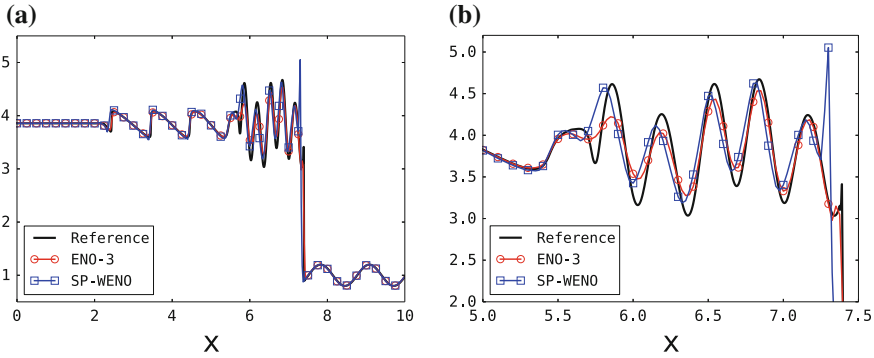 (a)
5
4
3
2
1
Reference
ENO-3
SP-WENO
0 2 4 6 8 10
X
(b)
5.0
4.5
4.0
3.5
3.0
2.5
2.0
Reference
ENO-3
SP-WENO
5.0 5.5 6.0 6.5 7.0 7.5
X